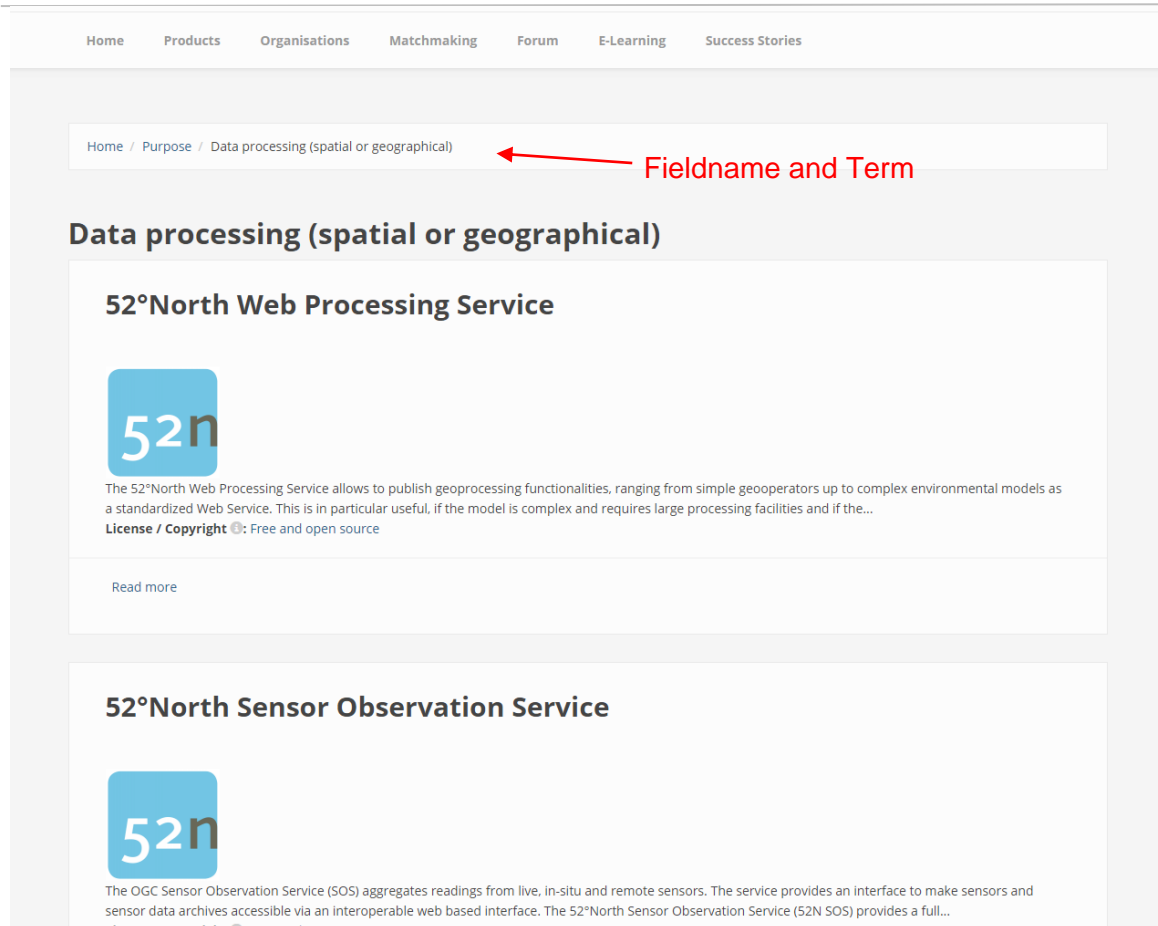 Home Products Organisations Matchmaking Forum E-Learning Success Stories
Home / Purpose / Data processing (spatial or geographical)
Fieldname and Term
Data processing (spatial or geographical)
52°North Web Processing Service
52n
The 52°North Web Processing Service allows to publish geoprocessing functionalities, ranging from simple geooperators up to complex environmental models as
a standardized Web Service. This is in particular useful, if the model is complex and requires large processing facilities and if the...
License / Copyright : Free and open source
Read more
52°North Sensor Observation Service
52n
The OGC Sensor Observation Service (SOS) aggregates readings from live, in-situ and remote sensors. The service provides an interface to make sensors and
sensor data archives accessible via an interoperable web based interface. The 52°North Sensor Observation Service (52N SOS) provides a full...